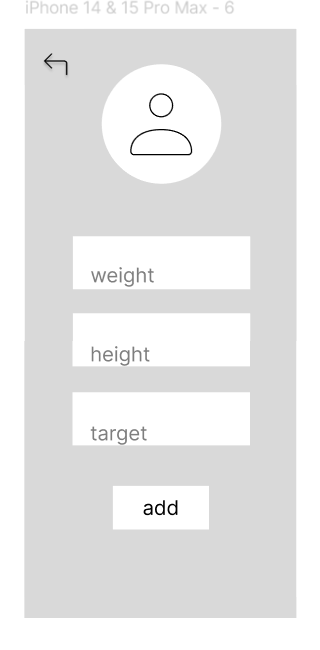 iPhone 14 & 15 Pro Max - 6
weight
height
target
add